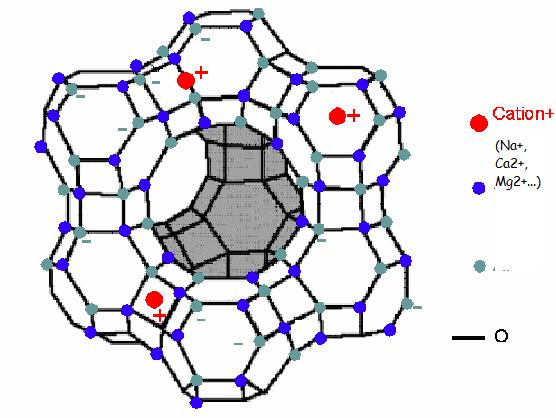 Cation+
(Na+,
Ca2+,
Mg2+...)
O